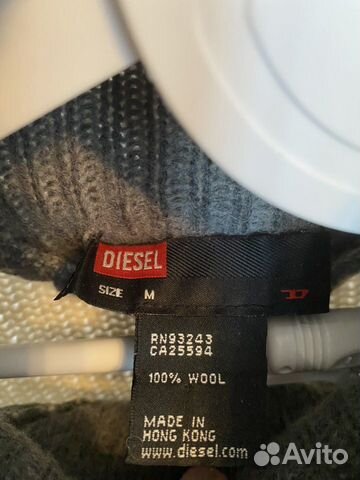 DIESEL
SIZE M
RN93243
CA25594
100% WOOL
MADE IN
HONG KONG
www.diesel.com
Avito